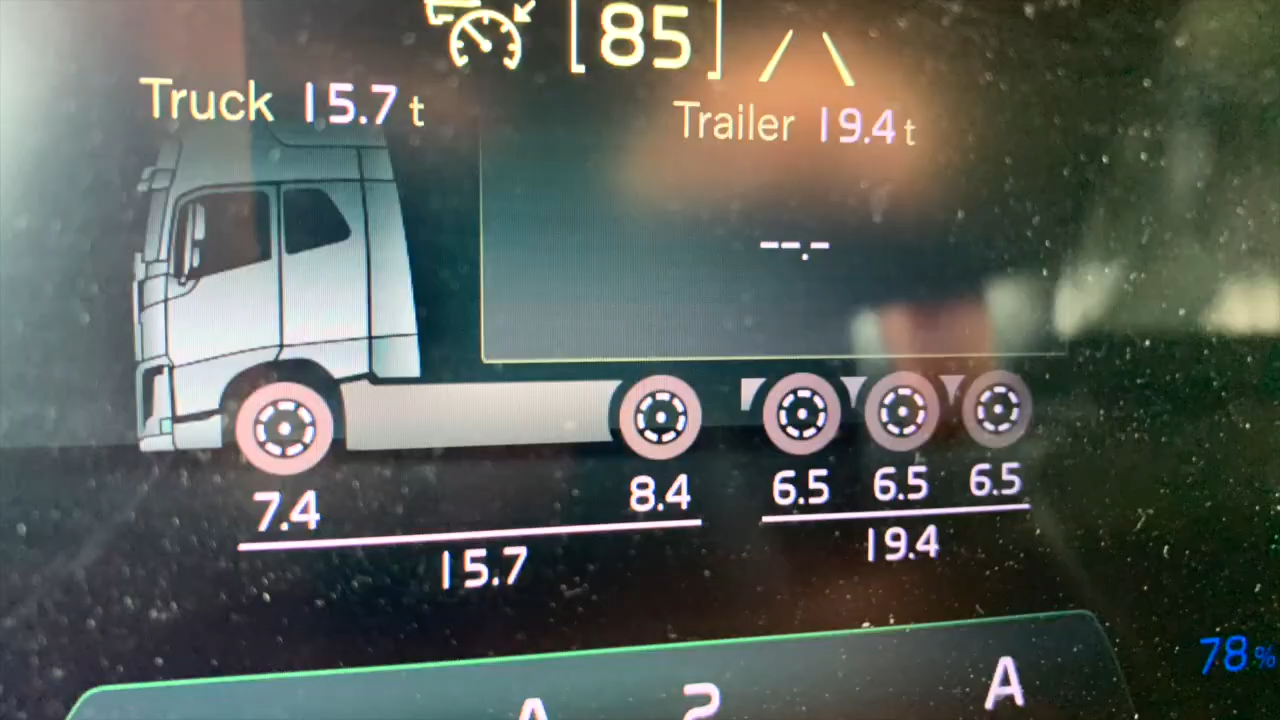 [85]
Truck 15.7 t
Trailer 19.4 t
--.-
7.4 8.4 6.5 6.5 6.5
15.7 19.4
78%
A 2 A